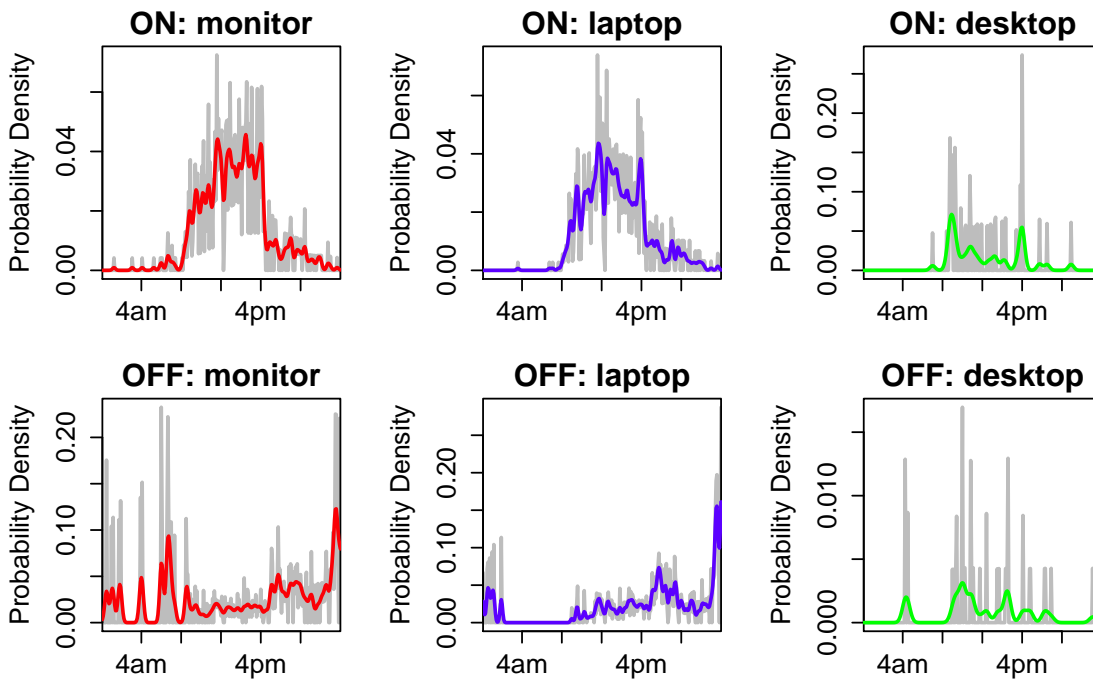 ON: monitor
Probability Density
0.04
0.00
4am 4pm
ON: laptop
Probability Density
0.04
0.00
4am 4pm
ON: desktop
Probability Density
0.20
0.10
0.00
4am 4pm
OFF: monitor
Probability Density
0.20
0.10
0.00
4am 4pm
OFF: laptop
Probability Density
0.20
0.10
0.00
4am 4pm
OFF: desktop
Probability Density
0.010
0.000
4am 4pm